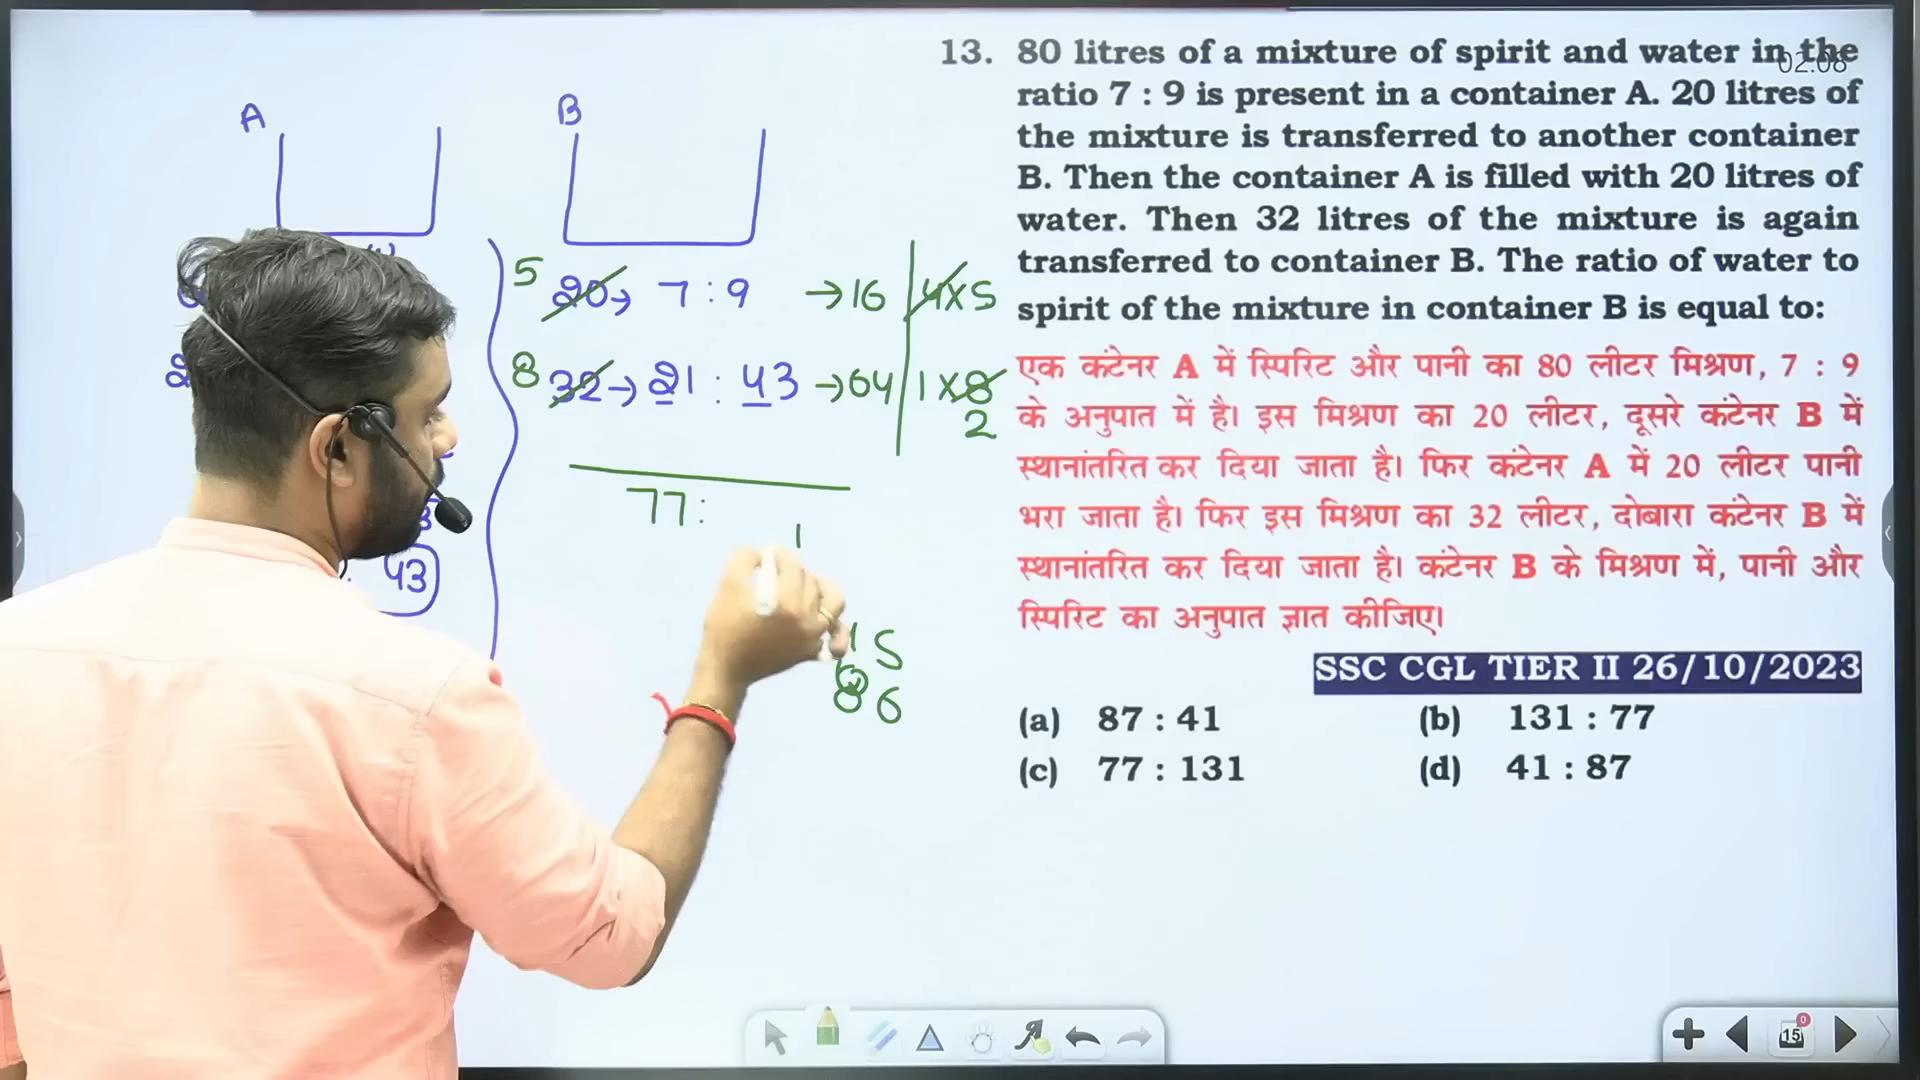 A
B
5 20→ 7 : 9 →16 4×5
8 32→ 21 : 43 →64 1×8
2
77 :
1
43
15
86
13. 80 litres of a mixture of spirit and water in the
02:08
ratio 7 : 9 is present in a container A. 20 litres of
the mixture is transferred to another container
B. Then the container A is filled with 20 litres of
water. Then 32 litres of the mixture is again
transferred to container B. The ratio of water to
spirit of the mixture in container B is equal to:
एक कंटेनर A में स्पिरिट और पानी का 80 लीटर मिश्रण, 7 : 9
के अनुपात में है। इस मिश्रण का 20 लीटर, दूसरे कंटेनर B में
स्थानांतरित कर दिया जाता है। फिर कंटेनर A में 20 लीटर पानी
भरा जाता है। फिर इस मिश्रण का 32 लीटर, दोबारा कंटेनर B में
स्थानांतरित कर दिया जाता है। कंटेनर B के मिश्रण में, पानी और
स्पिरिट का अनुपात ज्ञात कीजिए।
SSC CGL TIER II 26/10/2023
(a) 87 : 41 (b) 131 : 77
(c) 77 : 131 (d) 41 : 87
15
0